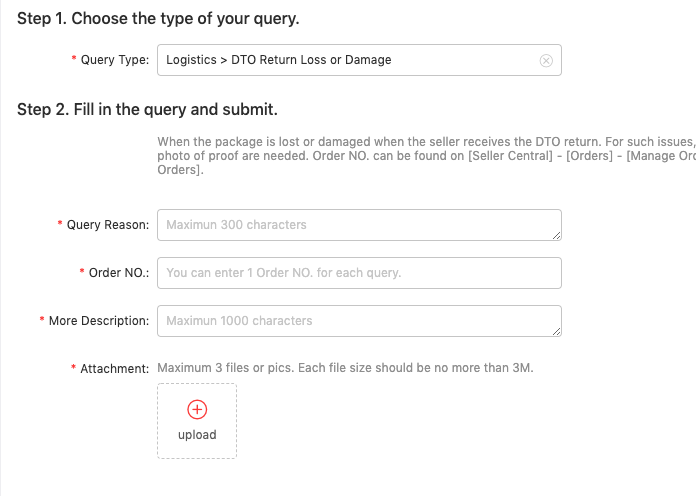 Step 1. Choose the type of your query.
* Query Type: Logistics > DTO Return Loss or Damage
Step 2. Fill in the query and submit.
When the package is lost or damaged when the seller receives the DTO return. For such issues,
photo of proof are needed. Order NO. can be found on [Seller Central] - [Orders] - [Manage Ord
Orders].
* Query Reason: Maximun 300 characters
* Order NO.: You can enter 1 Order NO. for each query.
* More Description: Maximun 1000 characters
* Attachment: Maximum 3 files or pics. Each file size should be no more than 3M.
upload